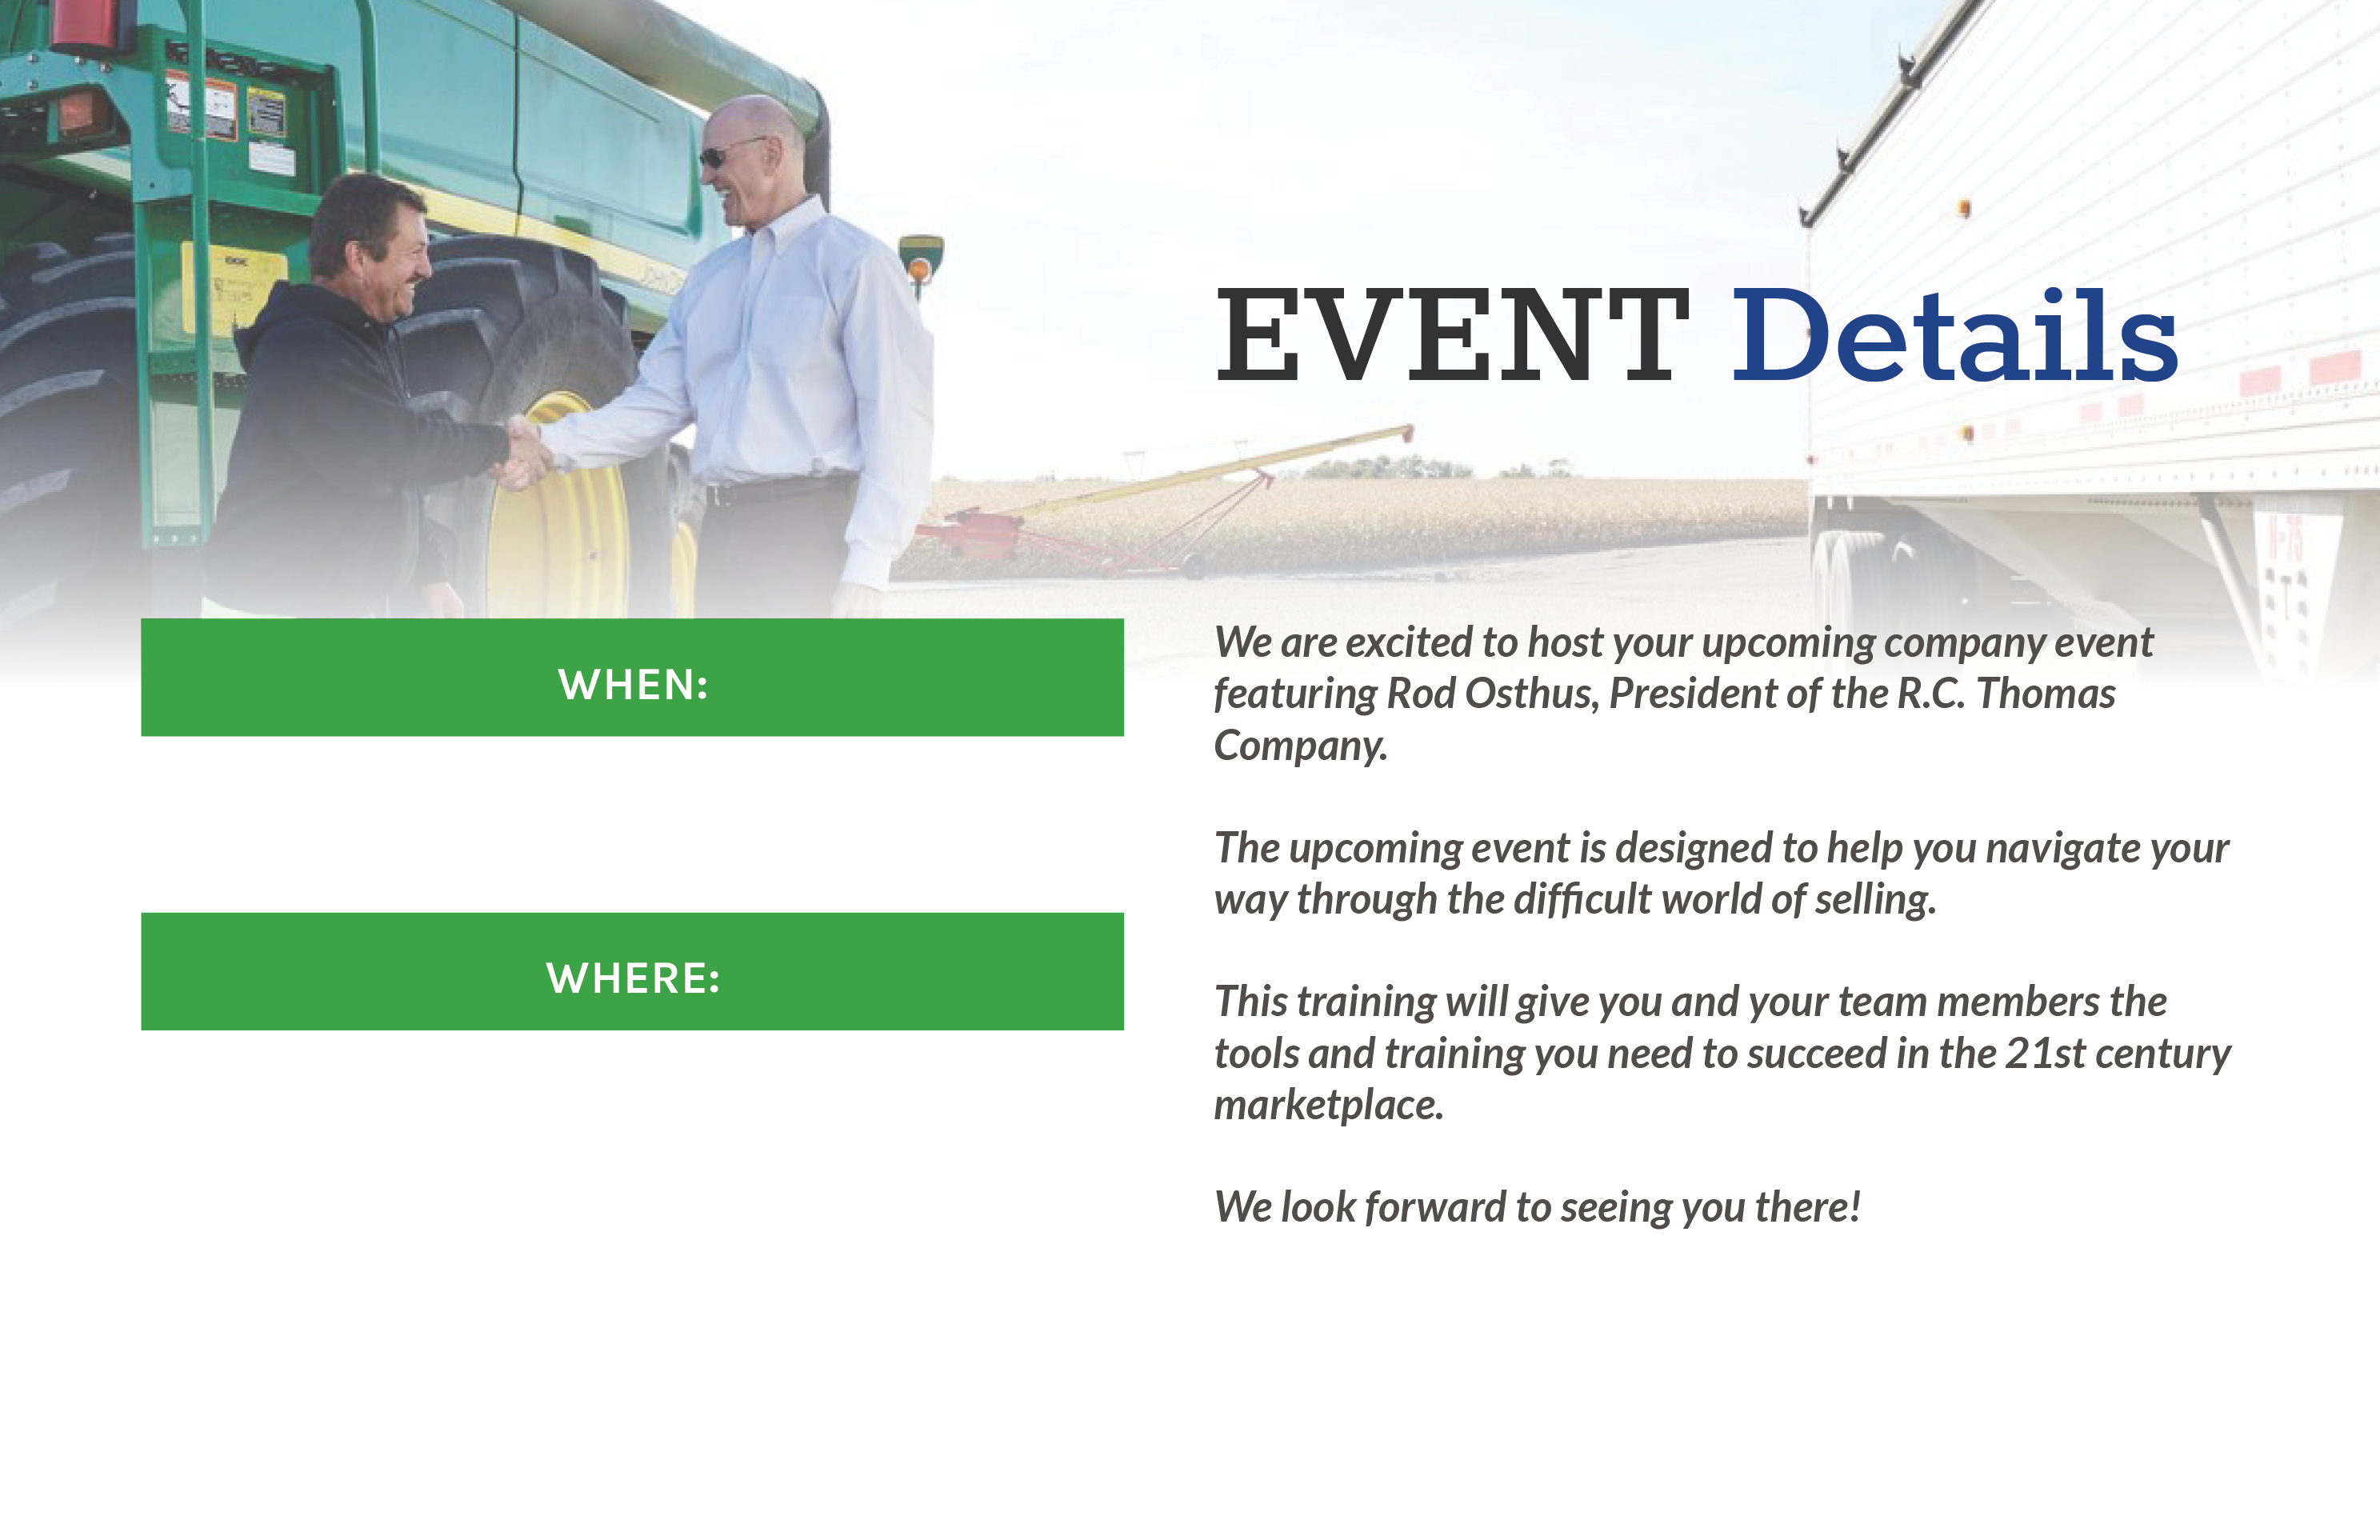 EVENT Details
WHEN:
WHERE:
We are excited to host your upcoming company event
featuring Rod Osthus, President of the R.C. Thomas
Company.
The upcoming event is designed to help you navigate your
way through the difficult world of selling.
This training will give you and your team members the
tools and training you need to succeed in the 21st century
marketplace.
We look forward to seeing you there!